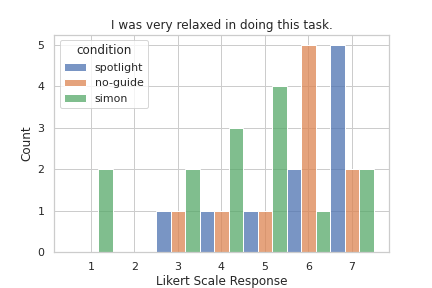 I was very relaxed in doing this task.
condition
spotlight
no-guide
simon
Count
5
4
3
2
1
0
1 2 3 4 5 6 7
Likert Scale Response